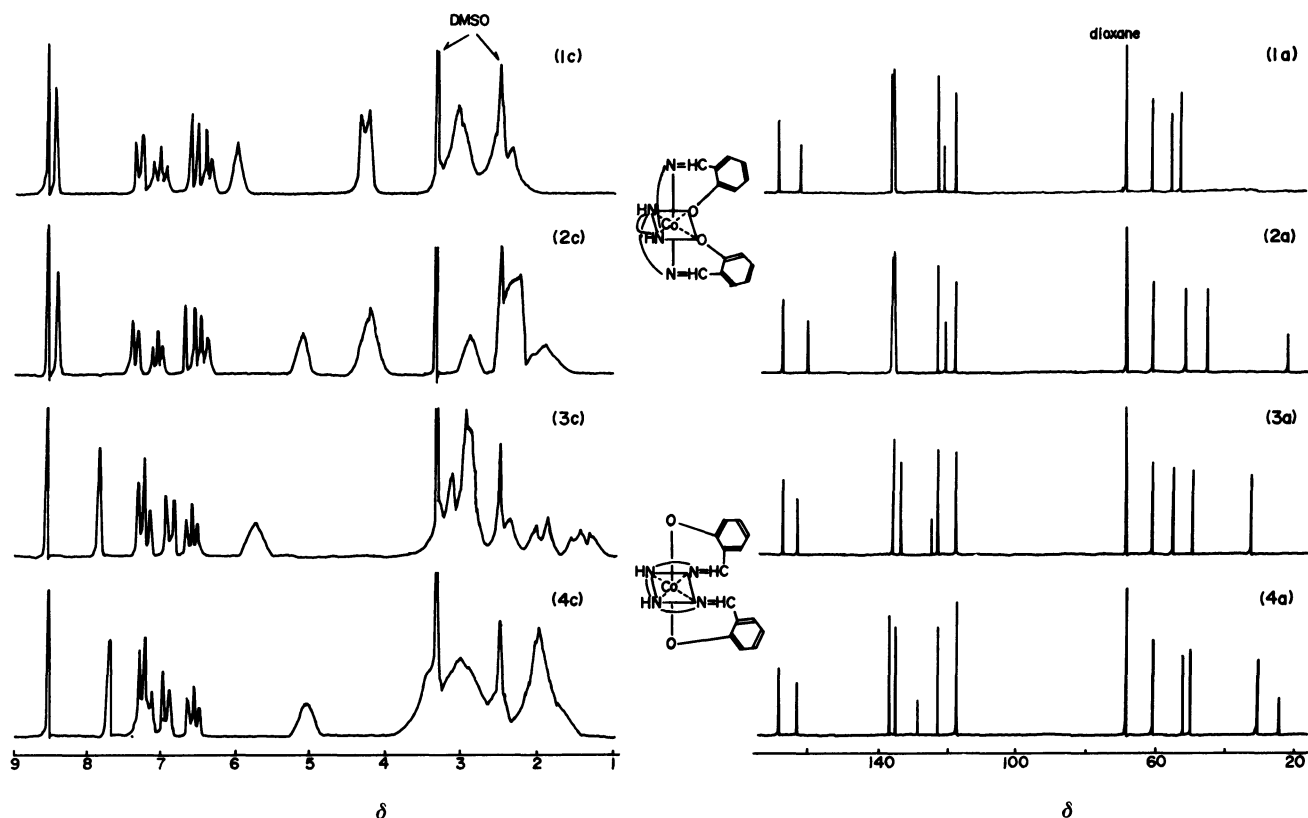 DMSO
(1c)
(2c)
(3c)
(4c)
9 8 7 6 5 4 3 2 1
δ
N=HC
HN
O
Co
HN
O
N=HC
O
HN
N=HC
Co
HN
N=HC
O
dioxane
(1a)
(2a)
(3a)
(4a)
140 100 60 20
δ